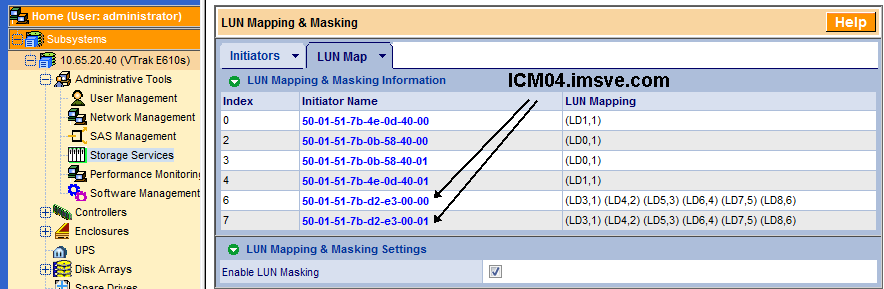 Home (User: administrator)
Subsystems
10.65.20.40 (VTrak E610s)
Administrative Tools
User Management
Network Management
SAS Management
Storage Services
Performance Monitoring
Software Management
Controllers
Enclosures
UPS
Disk Arrays
Spare Drives
LUN Mapping & Masking
Help
Initiators
LUN Map
LUN Mapping & Masking Information
ICM04.imsve.com
Index Initiator Name LUN Mapping
0 50-01-51-7b-4e-0d-40-00 (LD1,1)
2 50-01-51-7b-0b-58-40-00 (LD0,1)
3 50-01-51-7b-0b-58-40-01 (LD0,1)
4 50-01-51-7b-4e-0d-40-01 (LD1,1)
6 50-01-51-7b-d2-e3-00-00 (LD3,1) (LD4,2) (LD5,3) (LD6,4) (LD7,5) (LD8,6)
7 50-01-51-7b-d2-e3-00-01 (LD3,1) (LD4,2) (LD5,3) (LD6,4) (LD7,5) (LD8,6)
LUN Mapping & Masking Settings
Enable LUN Masking